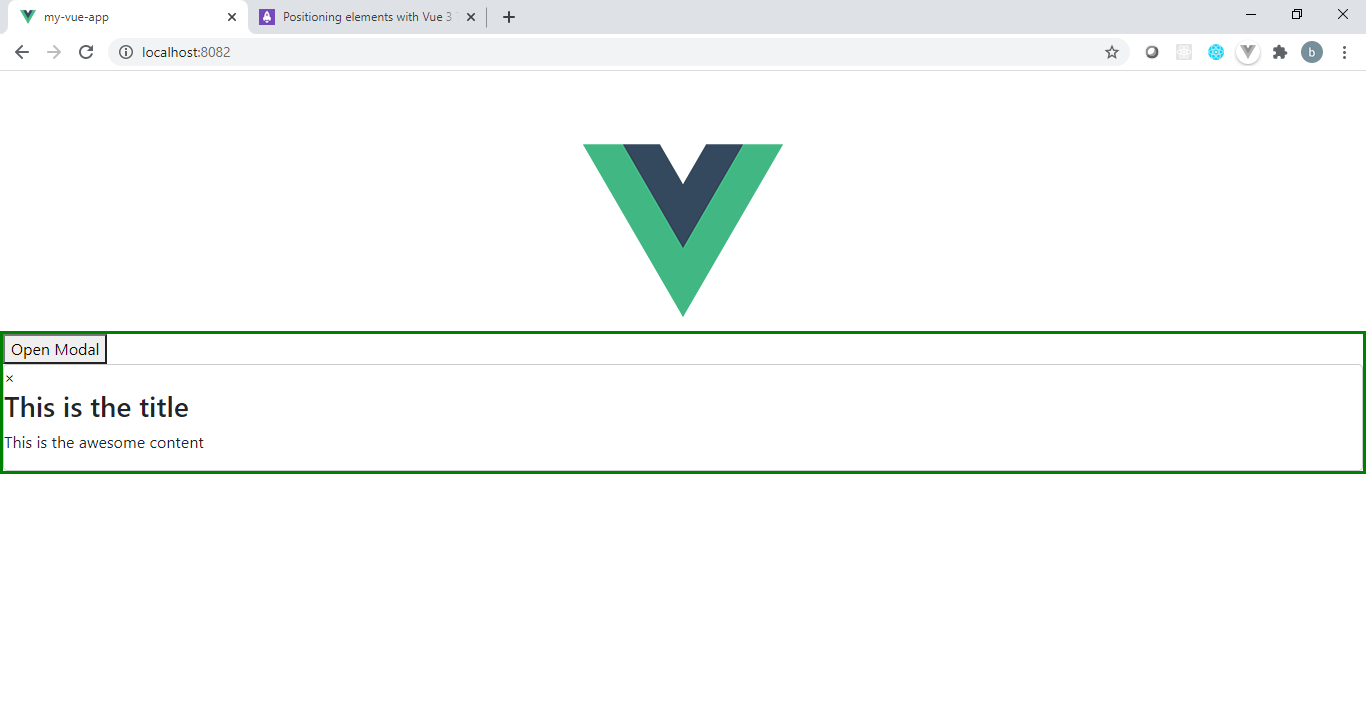 my-vue-app
Positioning elements with Vue 3
localhost:8082
b
Open Modal
×
This is the title
This is the awesome content